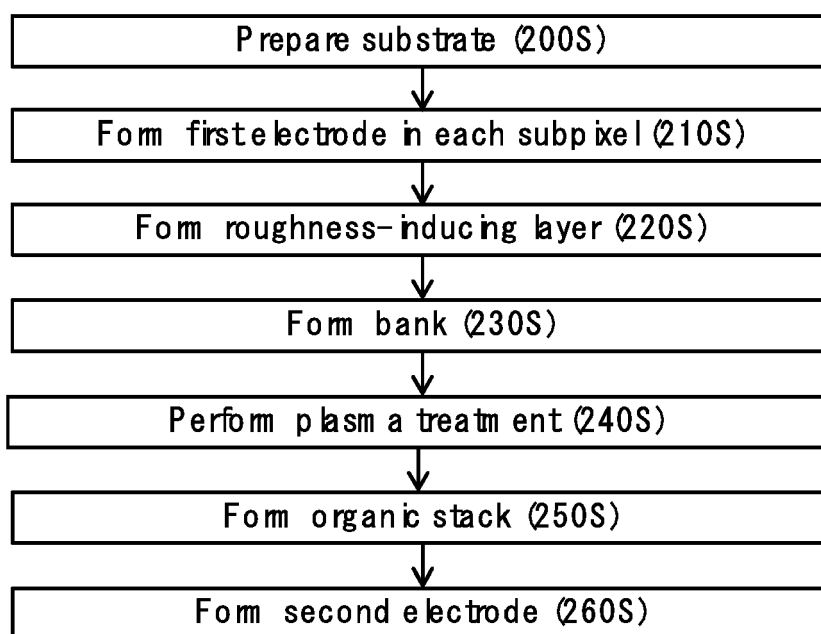 Prepare substrate (200S)
Form first electrode in each subpixel (210S)
Form roughness-inducing layer (220S)
Form bank (230S)
Perform plasma treatment (240S)
Form organic stack (250S)
Form second electrode (260S)